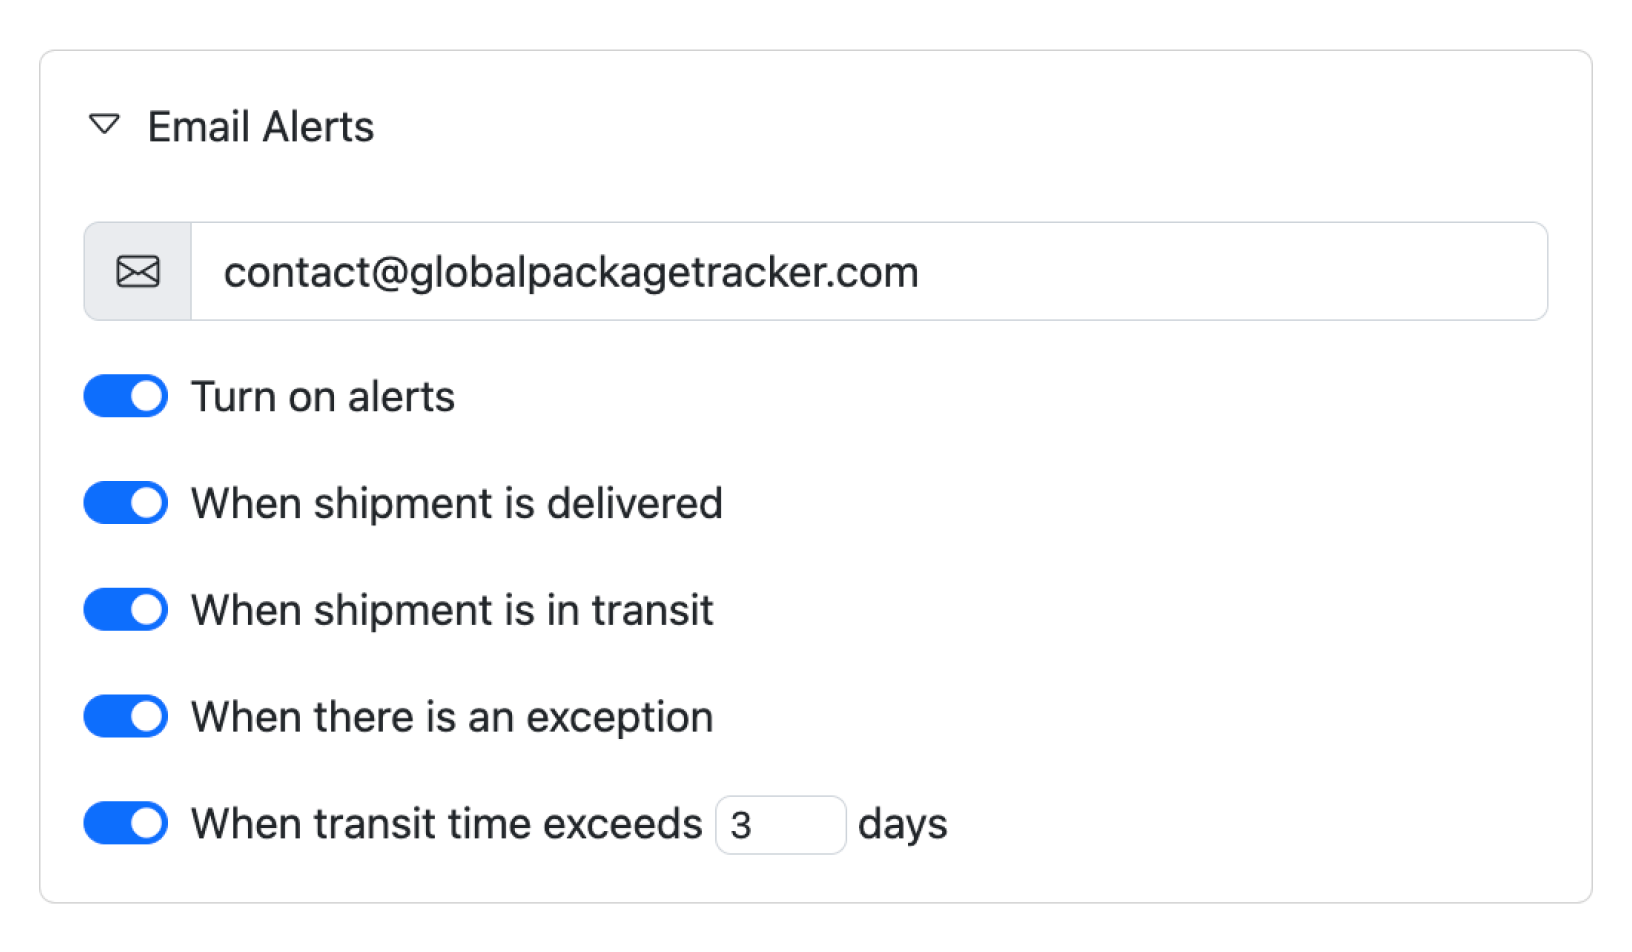 Email Alerts
contact@globalpackagetracker.com
Turn on alerts
When shipment is delivered
When shipment is in transit
When there is an exception
When transit time exceeds 3 days